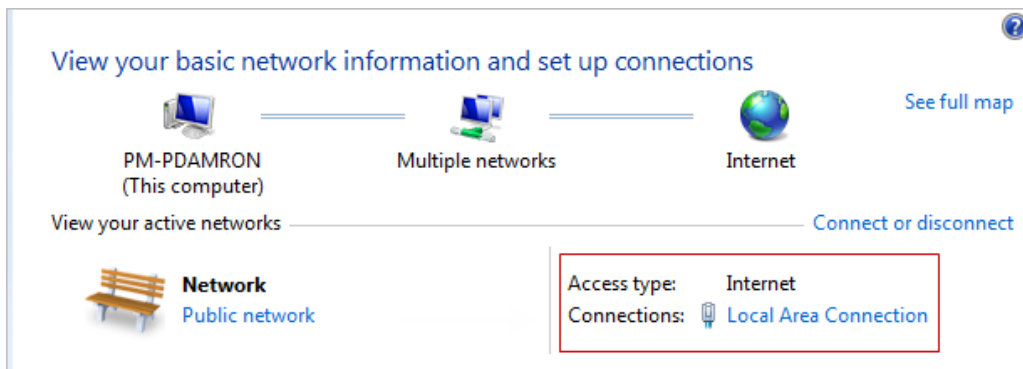 View your basic network information and set up connections
See full map
PM-PDAMRON
(This computer)
Multiple networks
Internet
View your active networks
Connect or disconnect
Network
Public network
Access type: Internet
Connections: Local Area Connection